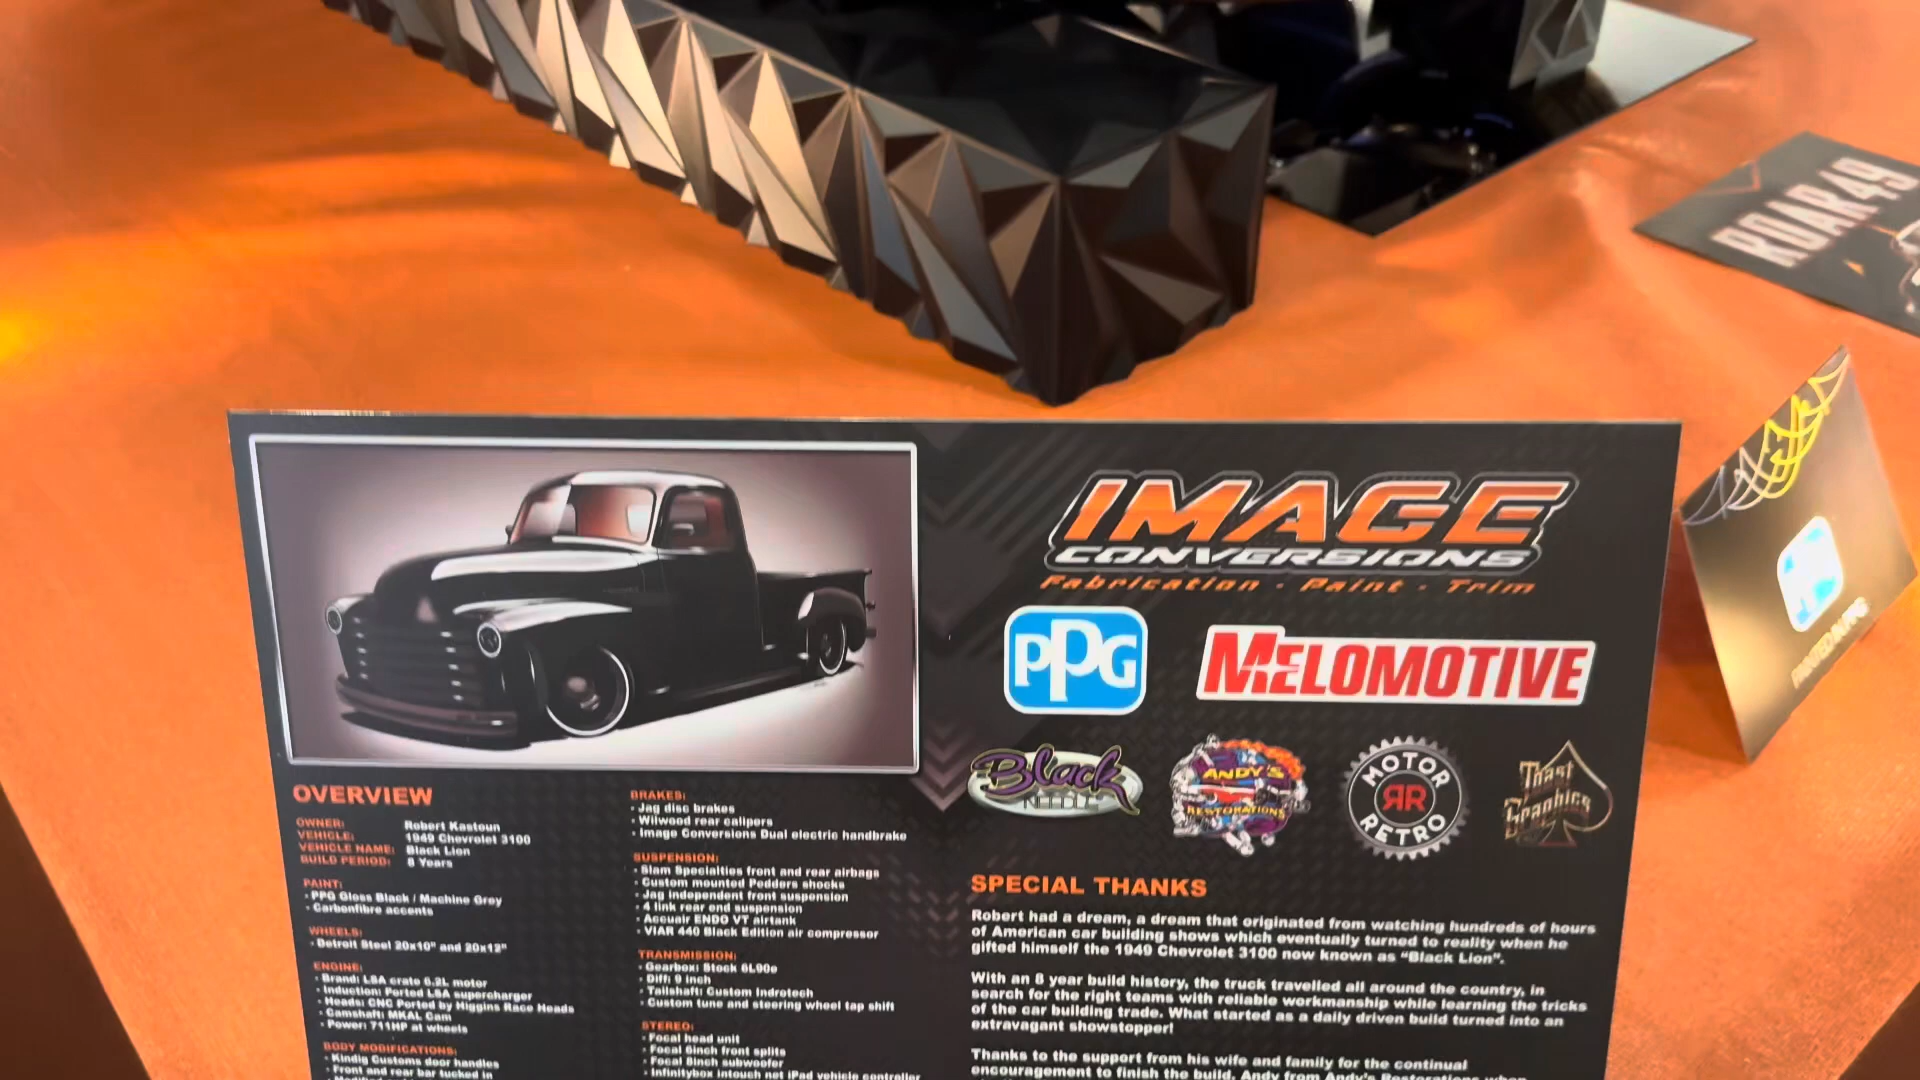 ROAR49
IMAGE
CONVERSIONS
Fabrication · Paint · Trim
PPG
MELOMOTIVE
Black
NEEDLE
ANDY'S
RESTORATIONS
MOTOR
RR
RETRO
Toast
Graphics
OVERVIEW
OWNER: Robert Kastoun
VEHICLE: 1949 Chevrolet 3100
VEHICLE NAME: Black Lion
BUILD PERIOD: 8 Years
PAINT:
- PPG Gloss Black / Machine Grey
- Carbonfibre accents
WHEELS:
- Detroit Steel 20x10" and 20x12"
ENGINE:
- Brand: LSA crate 6.2L motor
- Induction: Ported LSA supercharger
- Heads: CNC Ported by Higgins Race Heads
- Camshaft: MKAL Cam
- Power: 711HP at wheels
BODY MODIFICATIONS:
- Kindig Customs door handles
- Front and rear bar tucked in
BRAKES:
- Jag disc brakes
- Wilwood rear calipers
- Image Conversions Dual electric handbrake
SUSPENSION:
- Slam Specialties front and rear airbags
- Custom mounted Pedders shocks
- Jag independent front suspension
- 4 link rear end suspension
- Accuair ENDO VT airtank
- VIAR 440 Black Edition air compressor
TRANSMISSION:
- Gearbox: Stock 6L90e
- Diff: 9 inch
- Tailshaft: Custom Indrotech
- Custom tune and steering wheel tap shift
STEREO:
- Focal head unit
- Focal 6inch front splits
- Focal 8inch subwoofer
- Infinitybox intouch net iPad vehicle controller
SPECIAL THANKS
Robert had a dream, a dream that originated from watching hundreds of hours
of American car building shows which eventually turned to reality when he
gifted himself the 1949 Chevrolet 3100 now known as "Black Lion".
With an 8 year build history, the truck travelled all around the country, in
search for the right teams with reliable workmanship while learning the tricks
of the car building trade. What started as a daily driven build turned into an
extravagant showstopper!
Thanks to the support from his wife and family for the continual
encouragement to finish the build, Andy from Andy's Restorations when